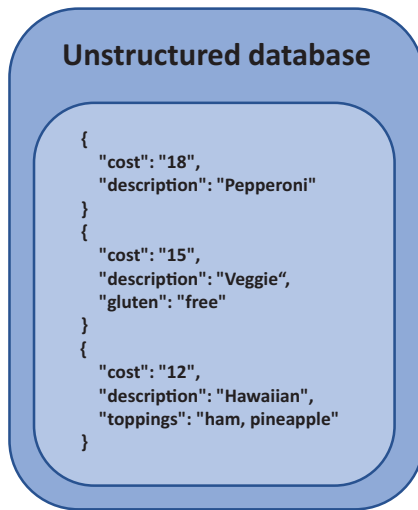 Unstructured database
{
"cost": "18",
"description": "Pepperoni"
}
{
"cost": "15",
"description": "Veggie“,
"gluten": "free"
}
{
"cost": "12",
"description": "Hawaiian",
"toppings": "ham, pineapple"
}